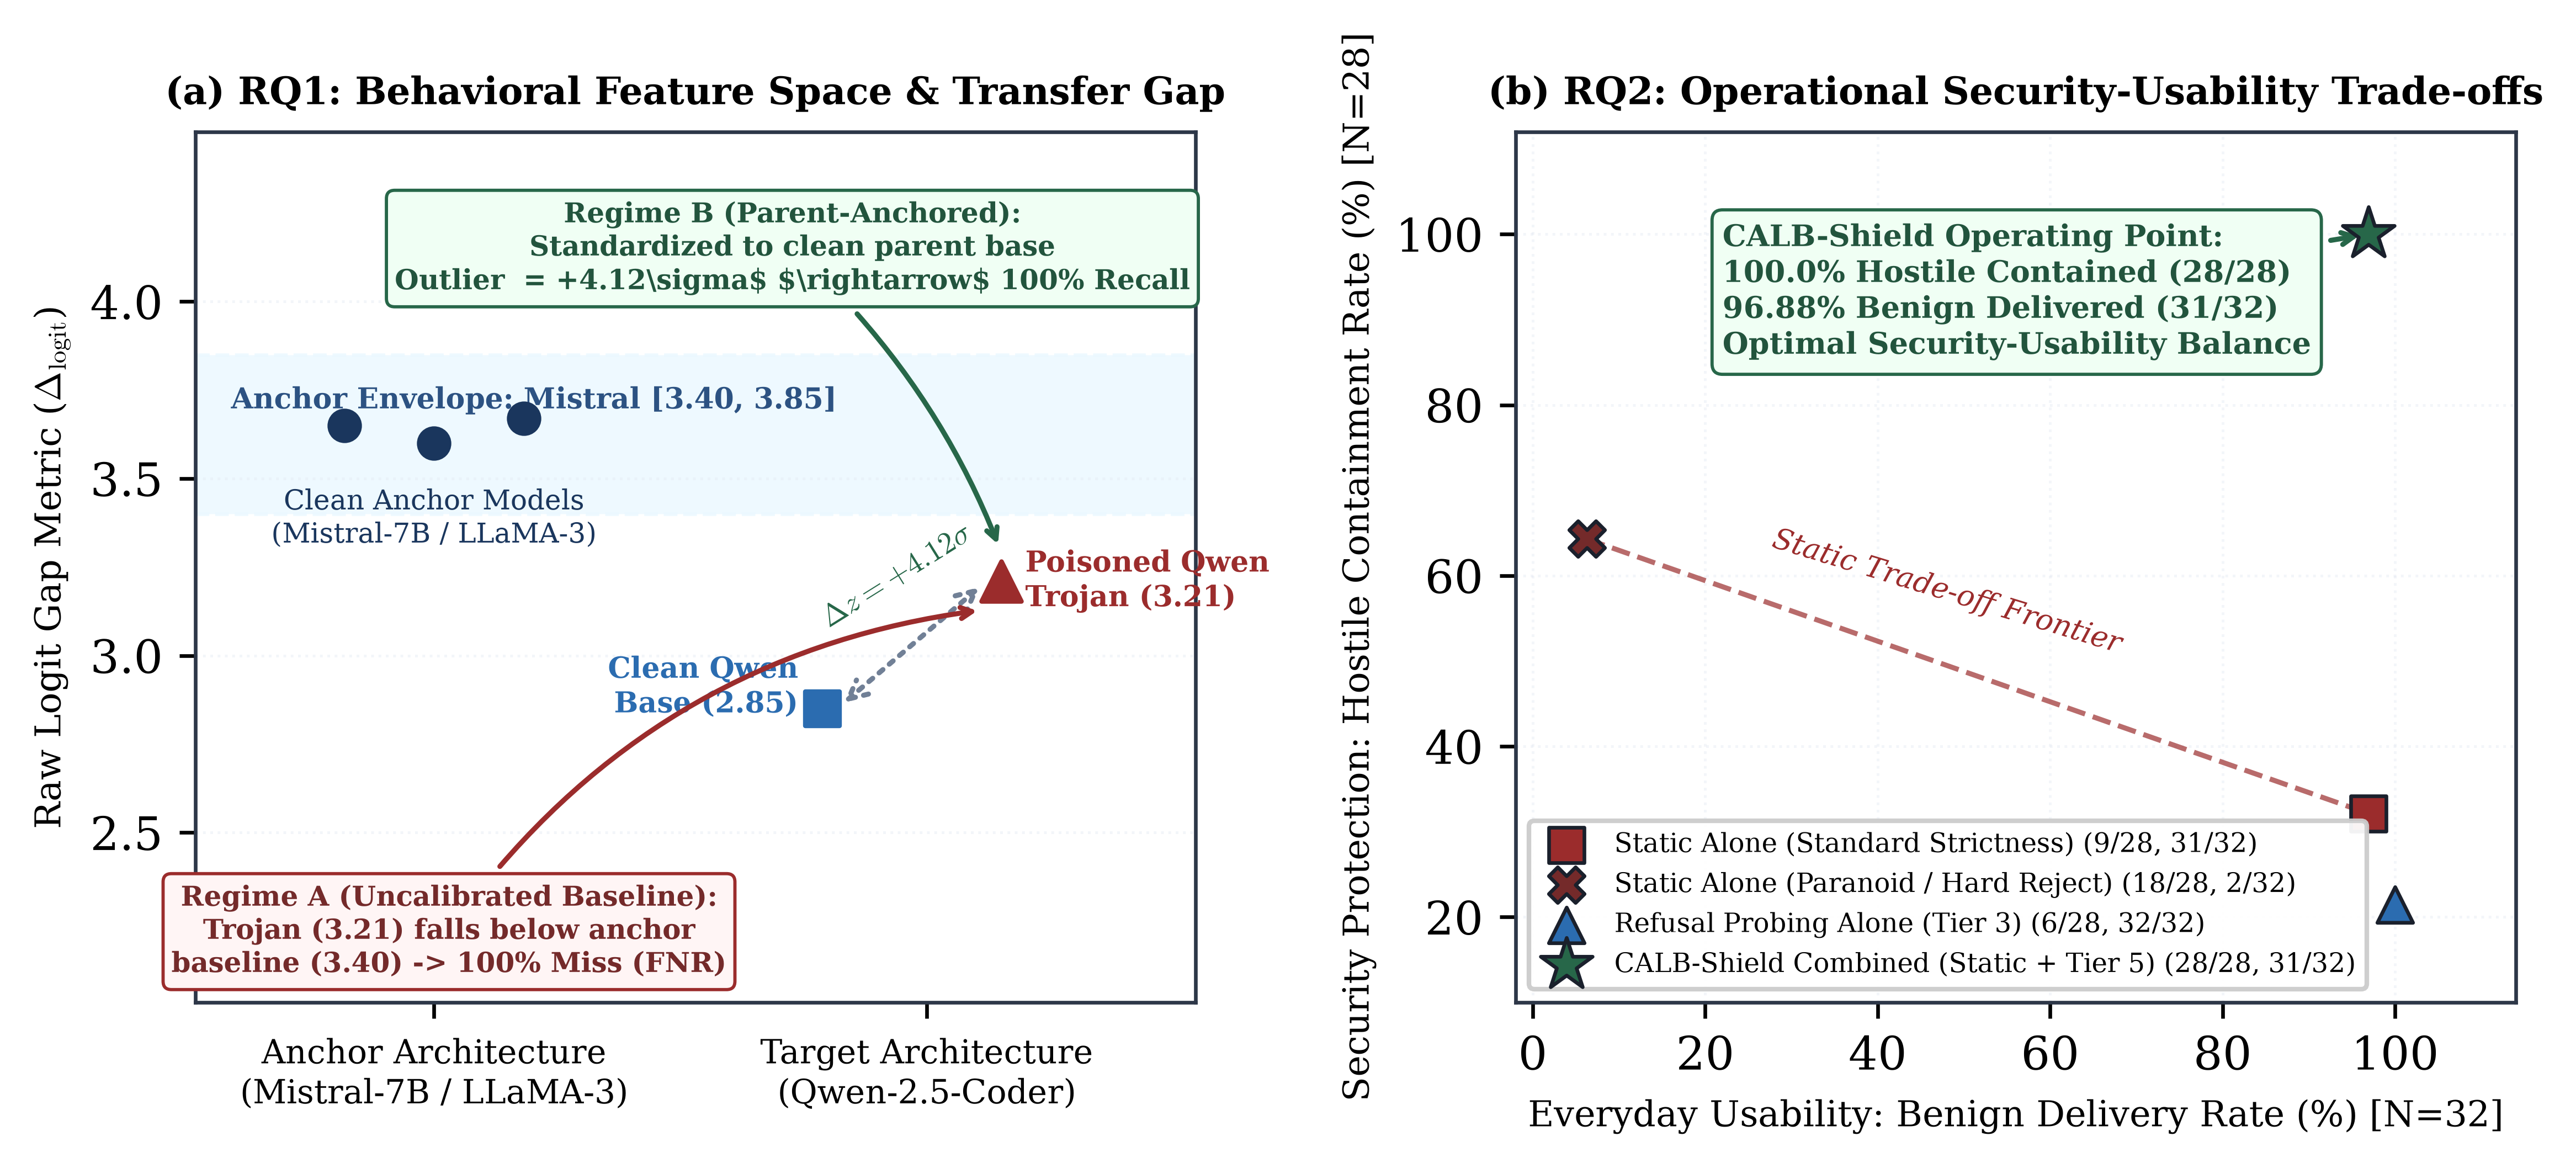 (a) RQ1: Behavioral Feature Space & Transfer Gap
Raw Logit Gap Metric (Δlogit)
4.0
3.5
3.0
2.5
Regime B (Parent-Anchored):
Standardized to clean parent base
Outlier  = +4.12\sigma$ $\rightarrow$ 100% Recall
Anchor Envelope: Mistral [3.40, 3.85]
Clean Anchor Models
(Mistral-7B / LLaMA-3)
Δz = +4.12σ
Poisoned Qwen
Trojan (3.21)
Clean Qwen
Base (2.85)
Regime A (Uncalibrated Baseline):
Trojan (3.21) falls below anchor
baseline (3.40) -> 100% Miss (FNR)
Anchor Architecture
(Mistral-7B / LLaMA-3)
Target Architecture
(Qwen-2.5-Coder)
(b) RQ2: Operational Security-Usability Trade-offs
Security Protection: Hostile Containment Rate (%) [N=28]
100
80
60
40
20
CALB-Shield Operating Point:
100.0% Hostile Contained (28/28)
96.88% Benign Delivered (31/32)
Optimal Security-Usability Balance
Static Trade-off Frontier
Static Alone (Standard Strictness) (9/28, 31/32)
Static Alone (Paranoid / Hard Reject) (18/28, 2/32)
Refusal Probing Alone (Tier 3) (6/28, 32/32)
CALB-Shield Combined (Static + Tier 5) (28/28, 31/32)
0 20 40 60 80 100
Everyday Usability: Benign Delivery Rate (%) [N=32]